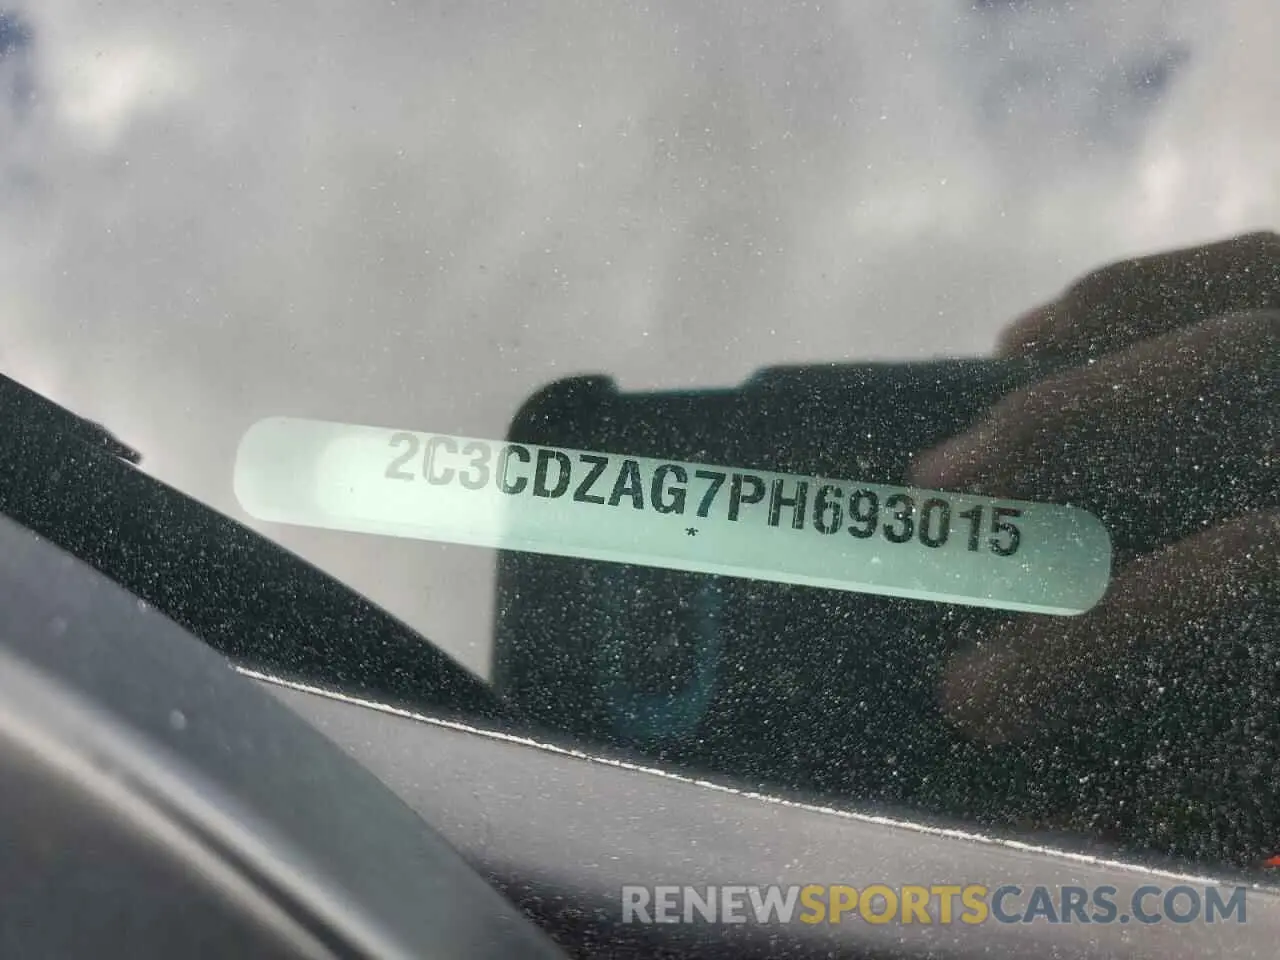 2C3CDZAG7PH693015
*
RENEWSPORTSCARS.COM